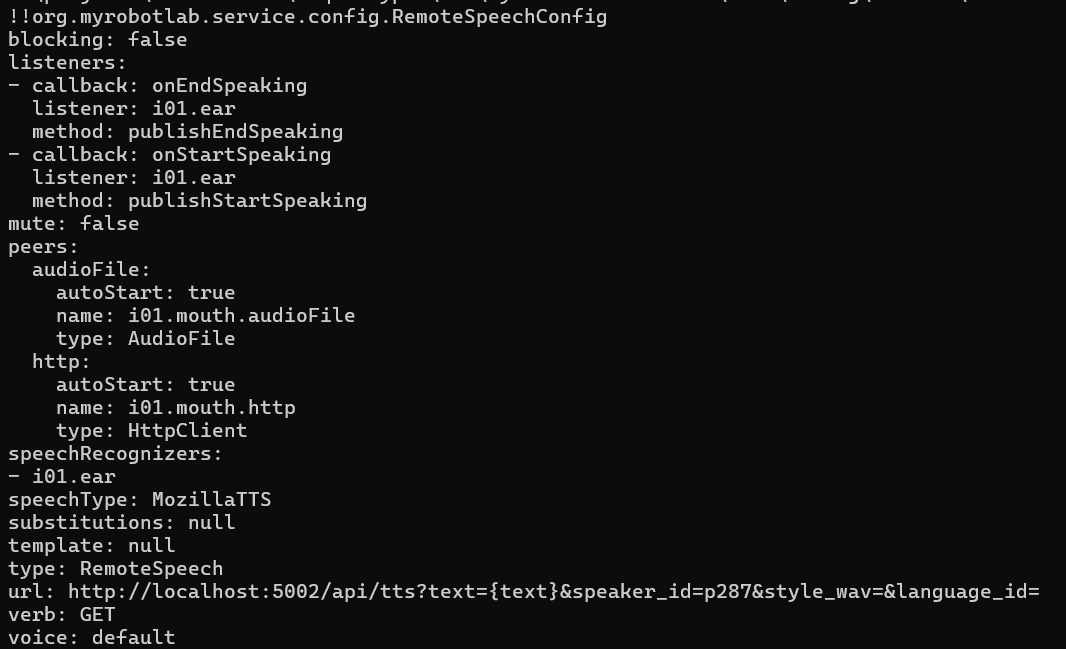 !!org.myrobotlab.service.config.RemoteSpeechConfig
blocking: false
listeners:
- callback: onEndSpeaking
  listener: i01.ear
  method: publishEndSpeaking
- callback: onStartSpeaking
  listener: i01.ear
  method: publishStartSpeaking
mute: false
peers:
  audioFile:
    autoStart: true
    name: i01.mouth.audioFile
    type: AudioFile
  http:
    autoStart: true
    name: i01.mouth.http
    type: HttpClient
speechRecognizers:
- i01.ear
speechType: MozillaTTS
substitutions: null
template: null
type: RemoteSpeech
url: http://localhost:5002/api/tts?text={text}&speaker_id=p287&style_wav=&language_id=
verb: GET
voice: default